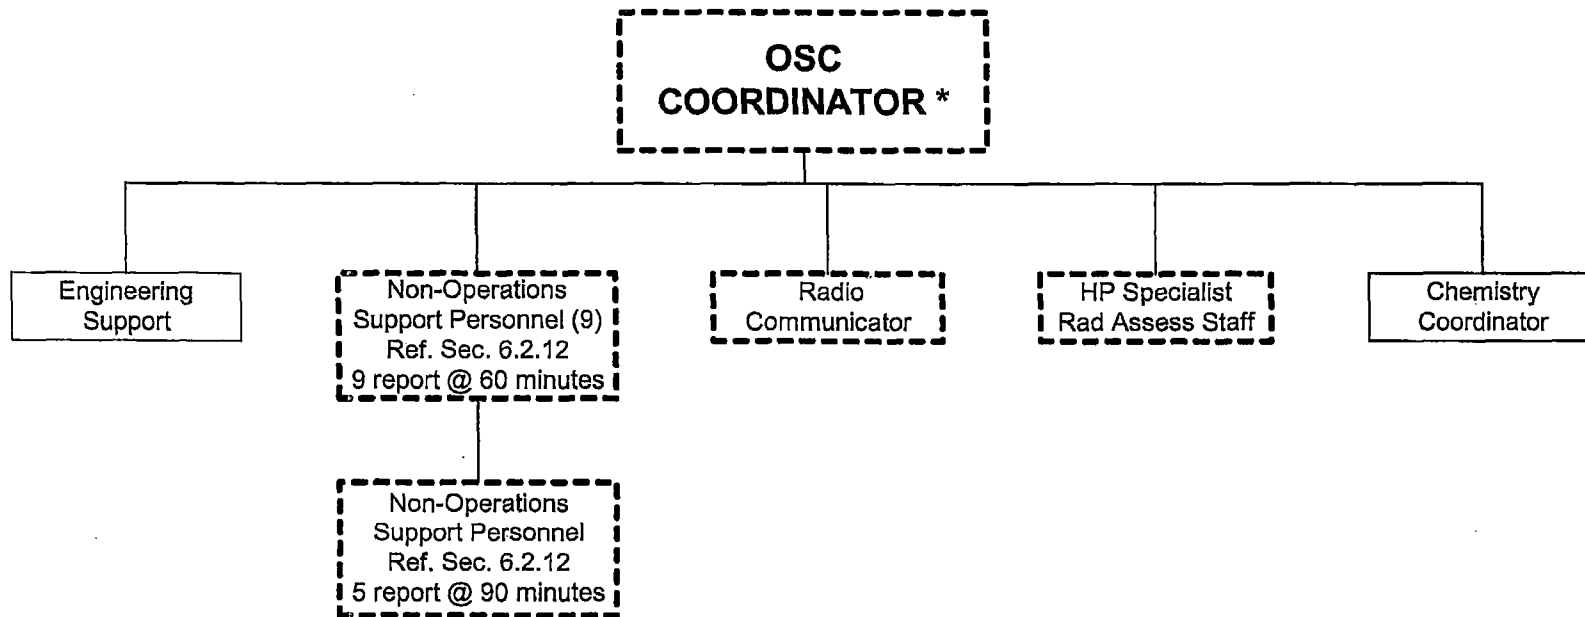 OSC
COORDINATOR *
Engineering
Support
Non-Operations
Support Personnel (9)
Ref. Sec. 6.2.12
9 report @ 60 minutes
Radio
Communicator
HP Specialist
Rad Assess Staff
Chemistry
Coordinator
Non-Operations
Support Personnel
Ref. Sec. 6.2.12
5 report @ 90 minutes